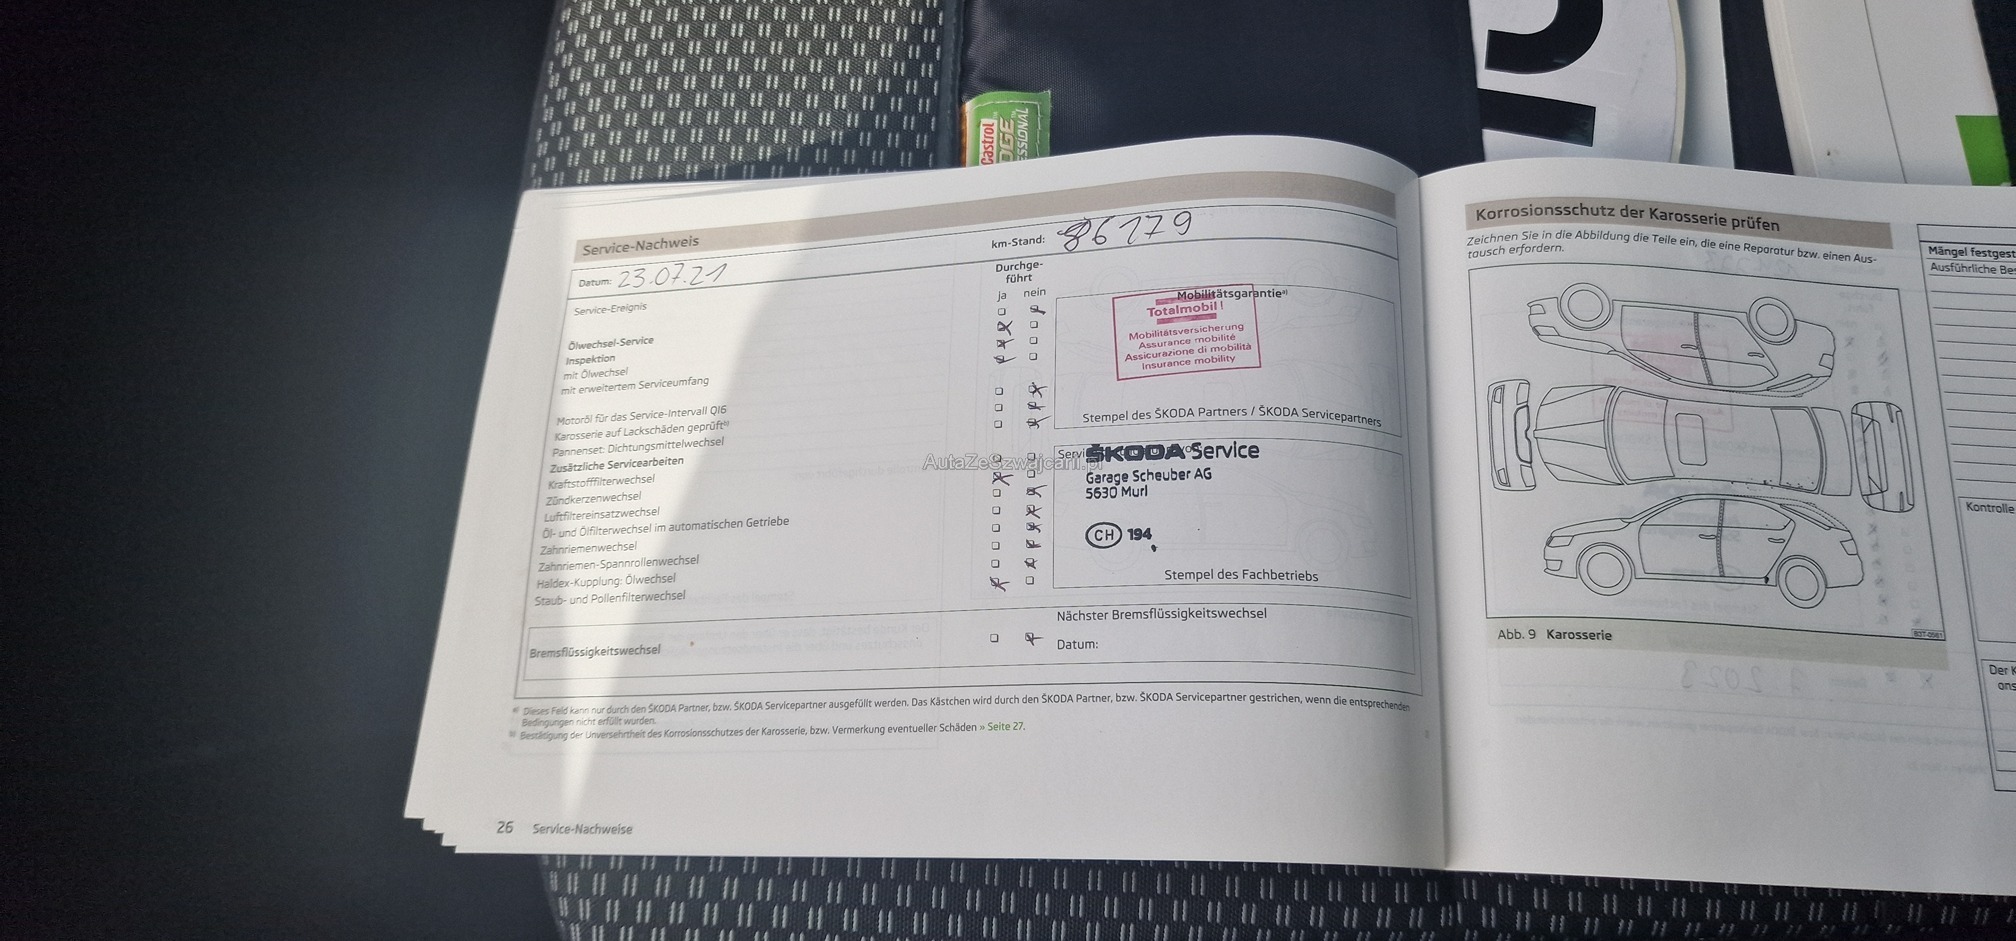 Castrol
EDGE
PROFESSIONAL
Service-Nachweis
Datum: 23.07.21
km-Stand: 86179
Durchge-
führt
ja nein
Service-Ereignis
Ölwechsel-Service
Inspektion
mit Ölwechsel
mit erweitertem Serviceumfang
Motoröl für das Service-Intervall QI6
Karosserie auf Lackschäden geprüft b)
Pannenset: Dichtungsmittelwechsel
Zusätzliche Servicearbeiten
Kraftstofffilterwechsel
Zündkerzenwechsel
Luftfiltereinsatzwechsel
Öl- und Ölfilterwechsel im automatischen Getriebe
Zahnriemenwechsel
Zahnriemen-Spannrollenwechsel
Haldex-Kupplung: Ölwechsel
Staub- und Pollenfilterwechsel
Bremsflüssigkeitswechsel
Mobilitätsgarantie a)
Totalmobil!
Mobilitätsversicherung
Assurance mobilité
Assicurazione di mobilità
Insurance mobility
Stempel des ŠKODA Partners / ŠKODA Servicepartners
AutaZeSzwajcarii.pl
ŠKODA Service
Garage Scheuber AG
5630 Muri
CH 194
Stempel des Fachbetriebs
Nächster Bremsflüssigkeitswechsel
Datum:
a) Dieses Feld kann nur durch den ŠKODA Partner, bzw. ŠKODA Servicepartner ausgefüllt werden. Das Kästchen wird durch den ŠKODA Partner, bzw. ŠKODA Servicepartner gestrichen, wenn die entsprechenden
Bedingungen nicht erfüllt wurden.
b) Bestätigung der Unversehrtheit des Korrosionsschutzes der Karosserie, bzw. Vermerkung eventueller Schäden » Seite 27.
26 Service-Nachweise
Korrosionsschutz der Karosserie prüfen
Zeichnen Sie in die Abbildung die Teile ein, die eine Reparatur bzw. einen Aus-
tausch erfordern.
Abb. 9 Karosserie
Mängel festgest
Ausführliche Bes
Kontrolle
Der K
ans